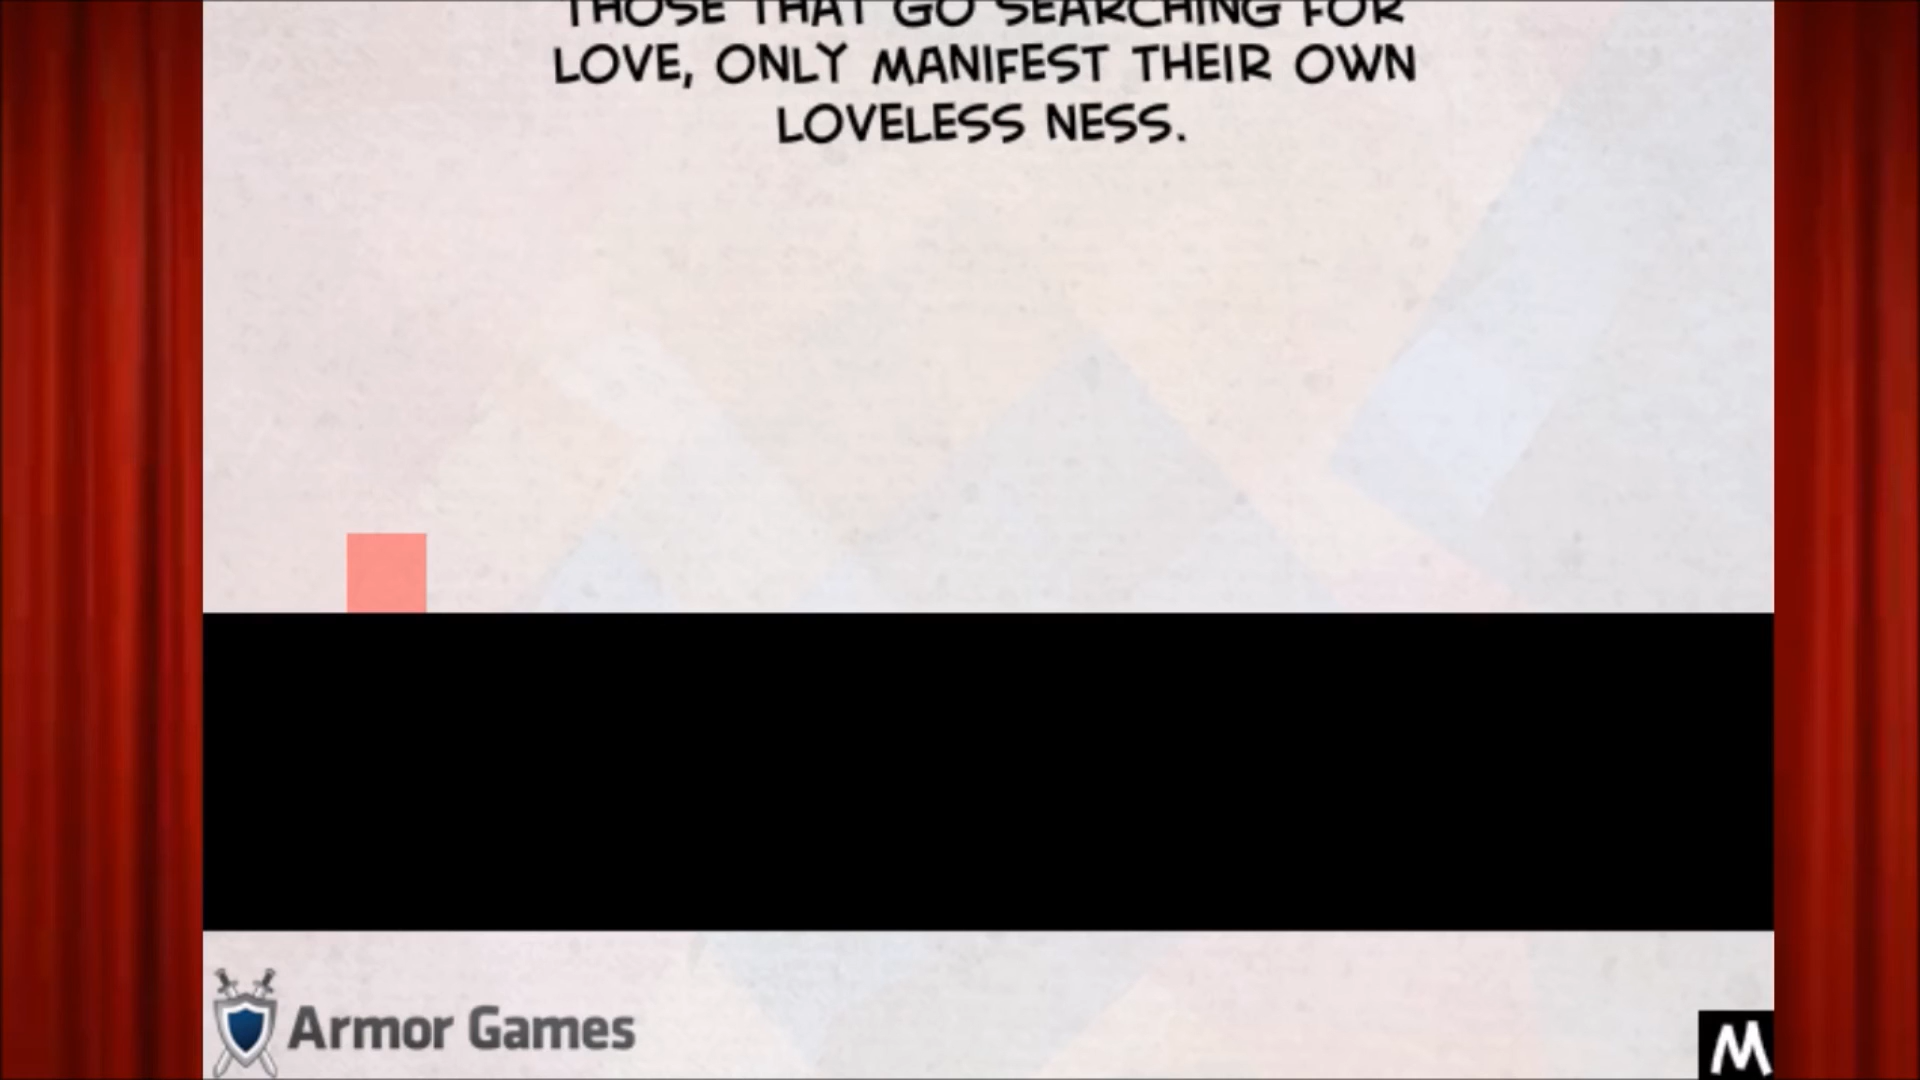 THOSE THAT GO SEARCHING FOR
LOVE, ONLY MANIFEST THEIR OWN
LOVELESS NESS.
Armor Games
M